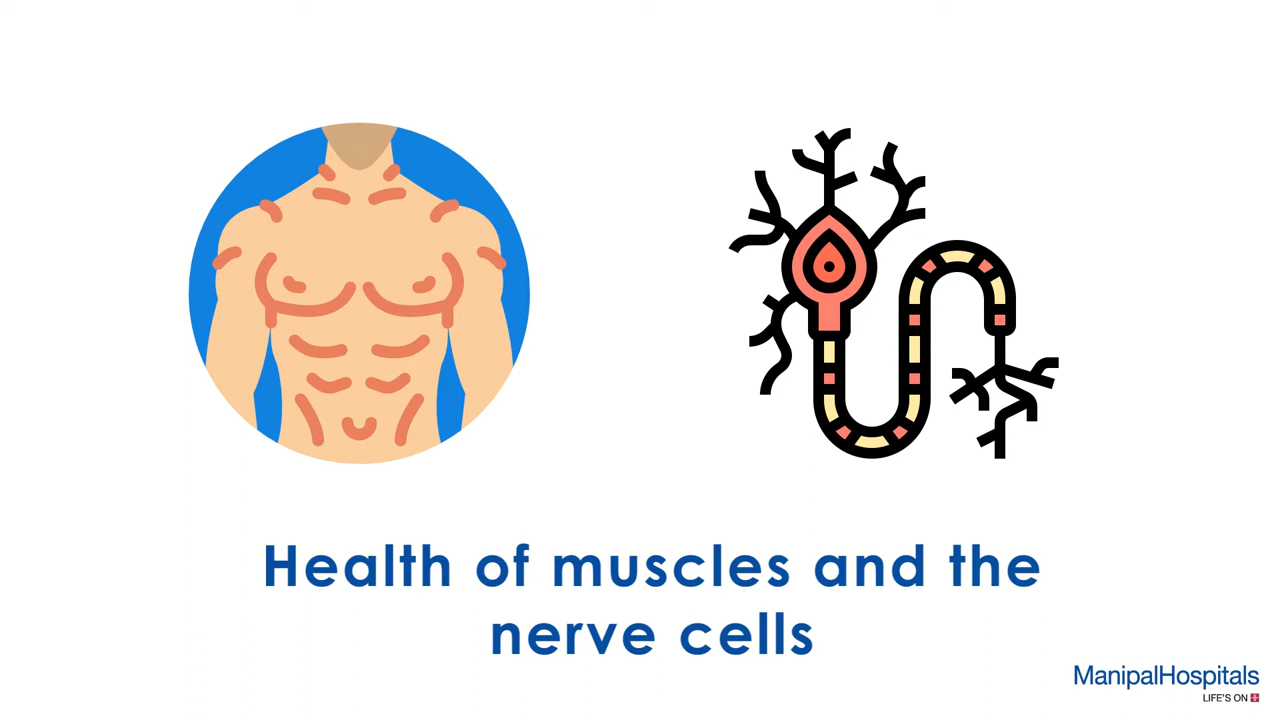 Health of muscles and the
nerve cells
ManipalHospitals
LIFE'S ON